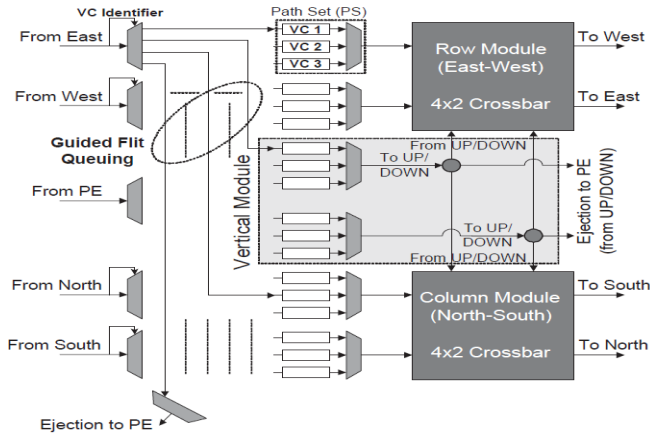 VC Identifier
Path Set (PS)
From East
VC 1
VC 2
VC 3
Row Module
(East-West)
4x2 Crossbar
To West
To East
From West
Guided Flit
Queuing
From PE
Vertical Module
From UP/DOWN
To UP/
DOWN
To UP/
DOWN
From UP/DOWN
Ejection to PE
(from UP/DOWN)
From North
From South
Column Module
(North-South)
4x2 Crossbar
To South
To North
Ejection to PE